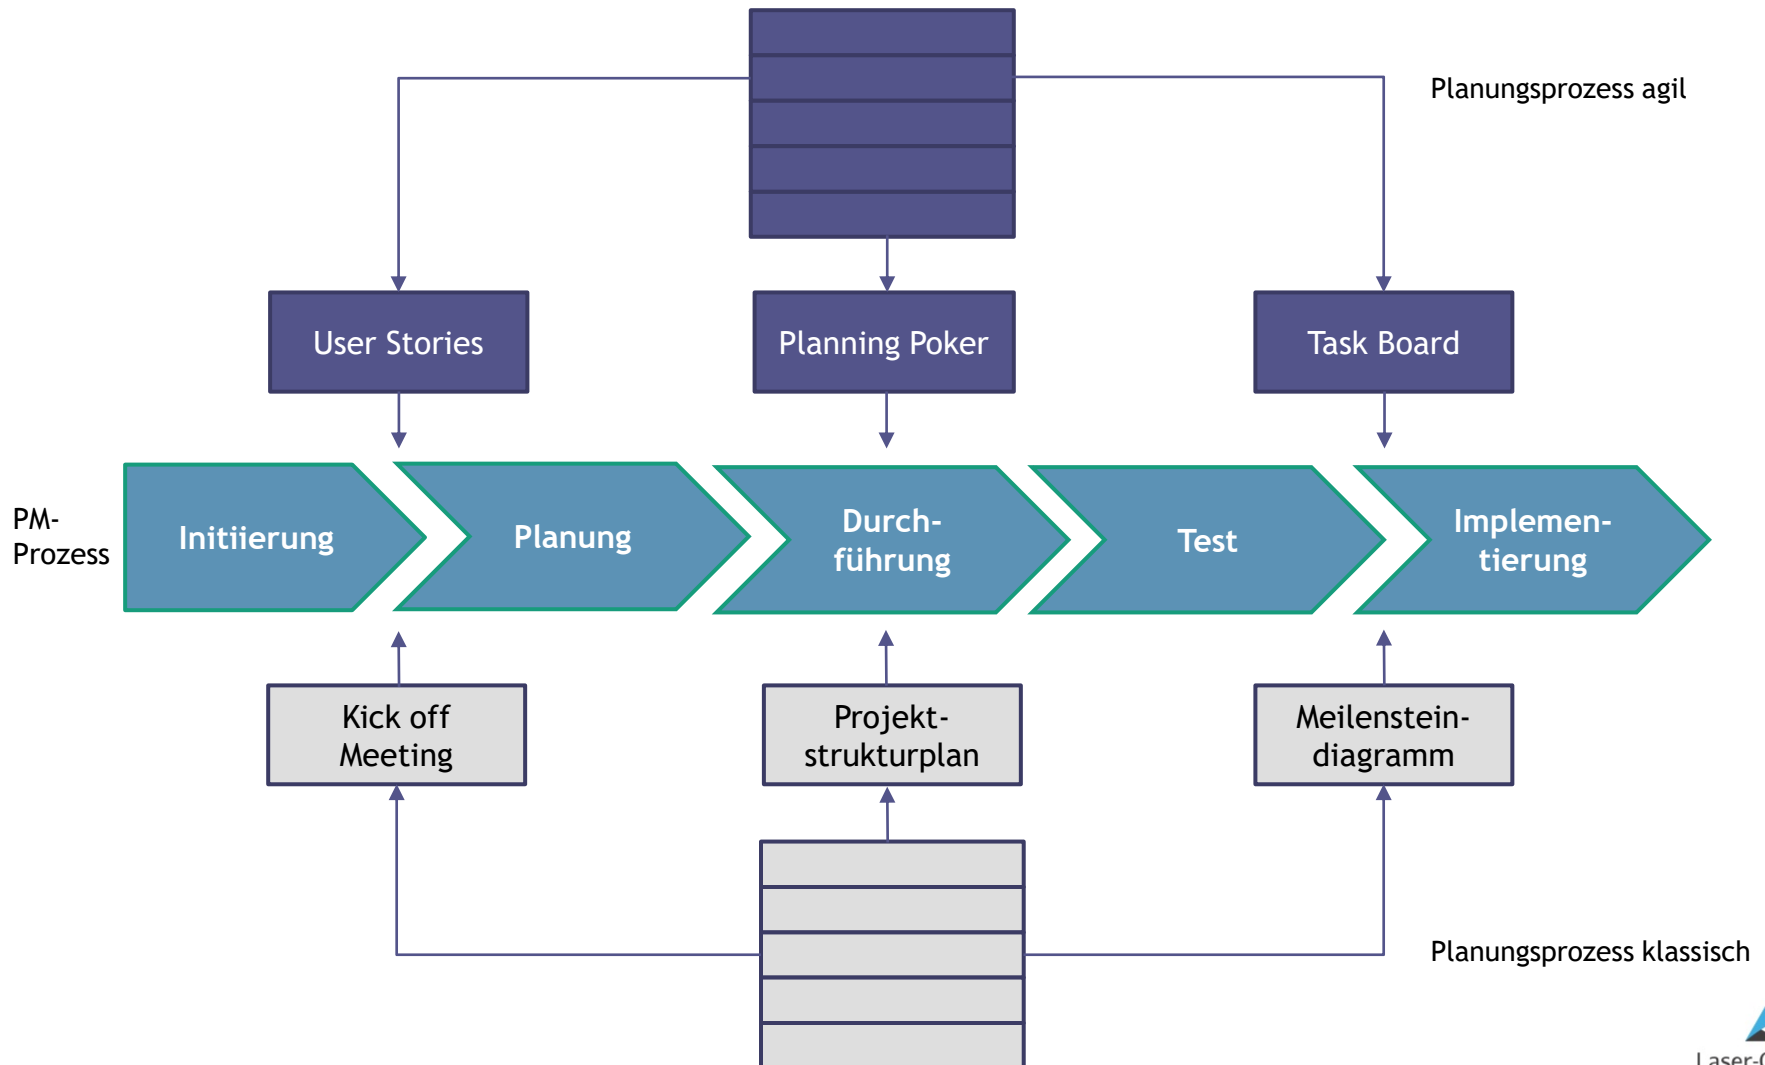 Planungsprozess agil
User Stories
Planning Poker
Task Board
PM-
Prozess
Initiierung
Planung
Durch-
führung
Test
Implemen-
tierung
Kick off
Meeting
Projekt-
strukturplan
Meilenstein-
diagramm
Planungsprozess klassisch